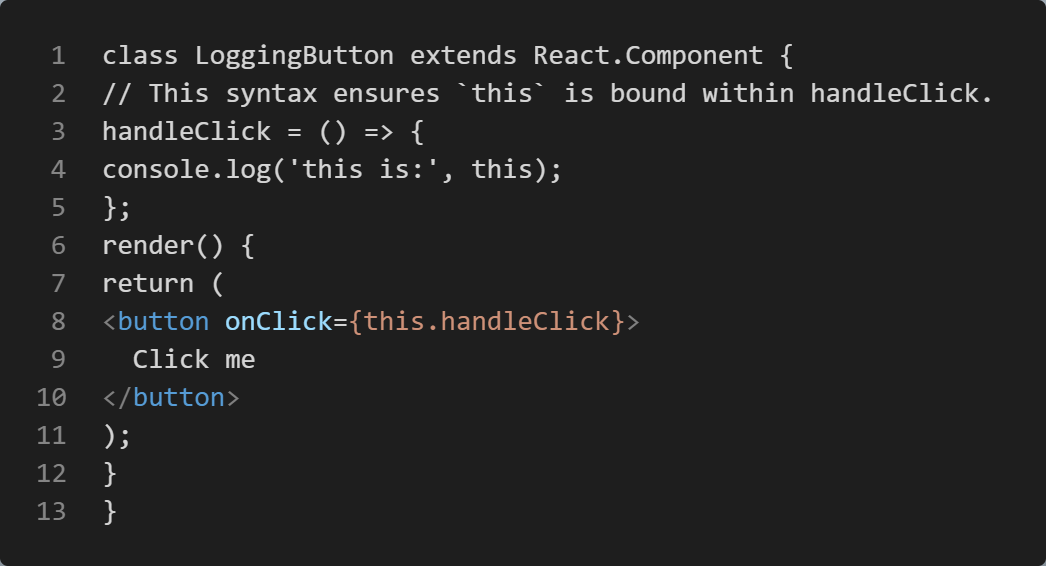 1 class LoggingButton extends React.Component {
2 // This syntax ensures `this` is bound within handleClick.
3 handleClick = () => {
4 console.log('this is:', this);
5 };
6 render() {
7 return (
8 <button onClick={this.handleClick}>
9   Click me
10 </button>
11 );
12 }
13 }